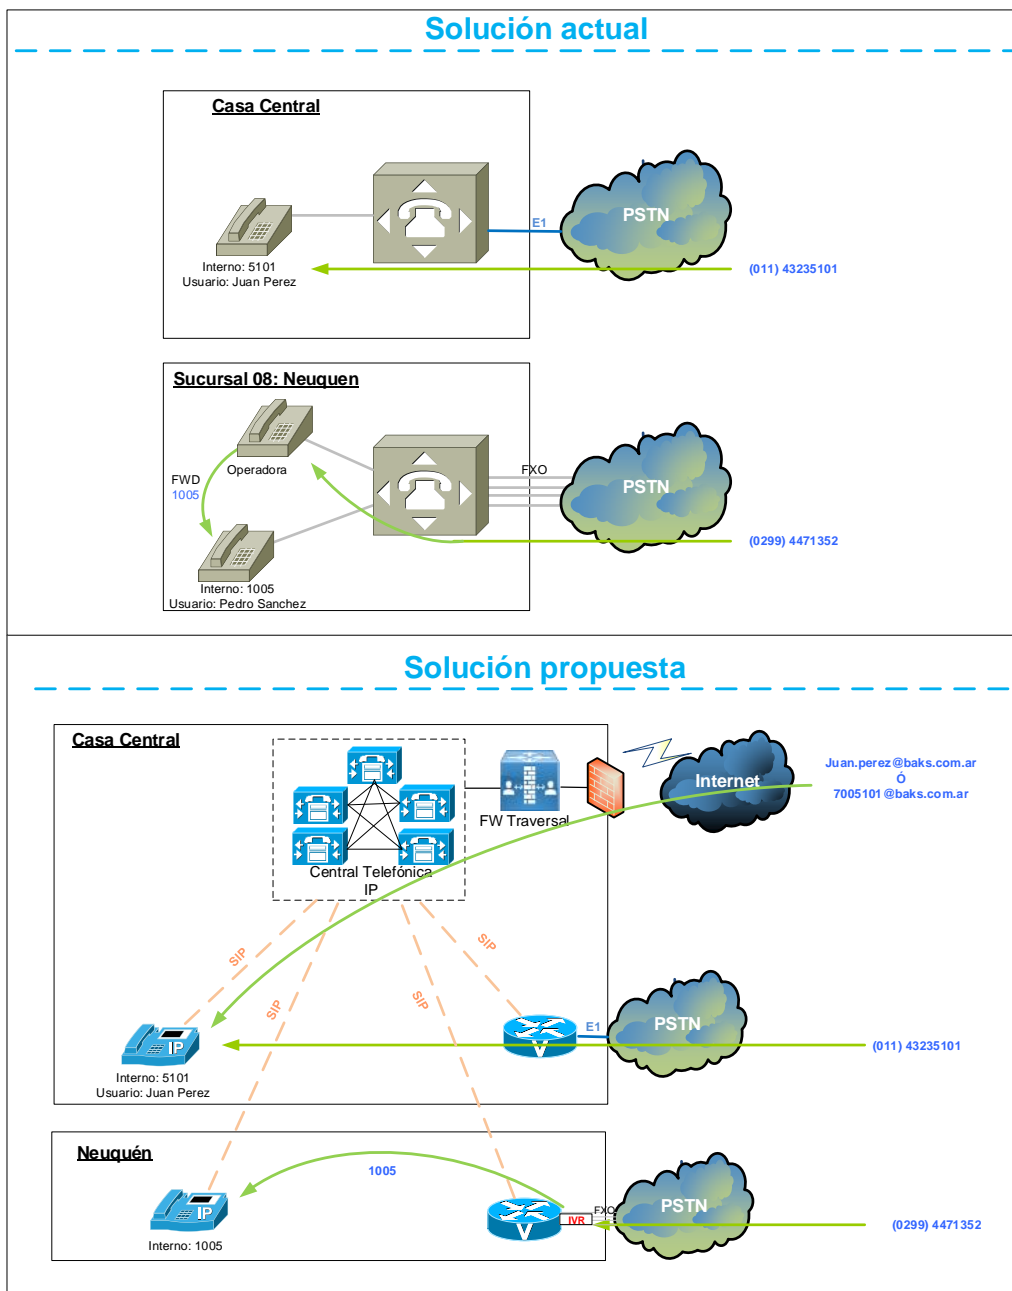 Solución actual
Casa Central
E1
PSTN
Interno: 5101
Usuario: Juan Perez
(011) 43235101
Sucursal 08: Neuquen
Operadora
FWD
1005
FXO
PSTN
(0299) 4471352
Interno: 1005
Usuario: Pedro Sanchez
Solución propuesta
Casa Central
Juan.perez@baks.com.ar
Ó
7005101@baks.com.ar
Internet
FW Traversal
Central Telefónica
IP
SIP
SIP
SIP
SIP
IP
V
E1
PSTN
(011) 43235101
Interno: 5101
Usuario: Juan Perez
Neuquén
1005
IP
V
IVR
FXO
PSTN
(0299) 4471352
Interno: 1005